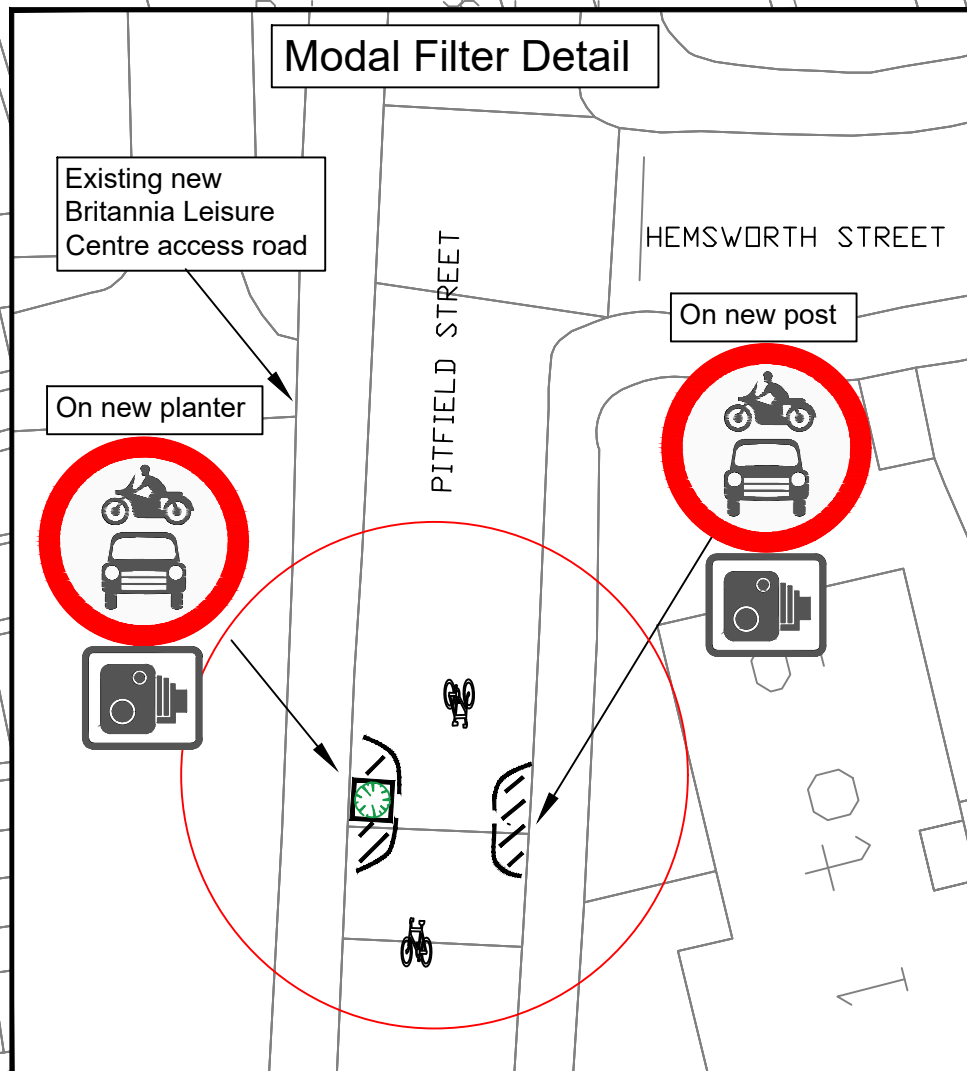 Modal Filter Detail
Existing new
Britannia Leisure
Centre access road
HEMSWORTH STREET
PITFIELD STREET
On new post
On new planter